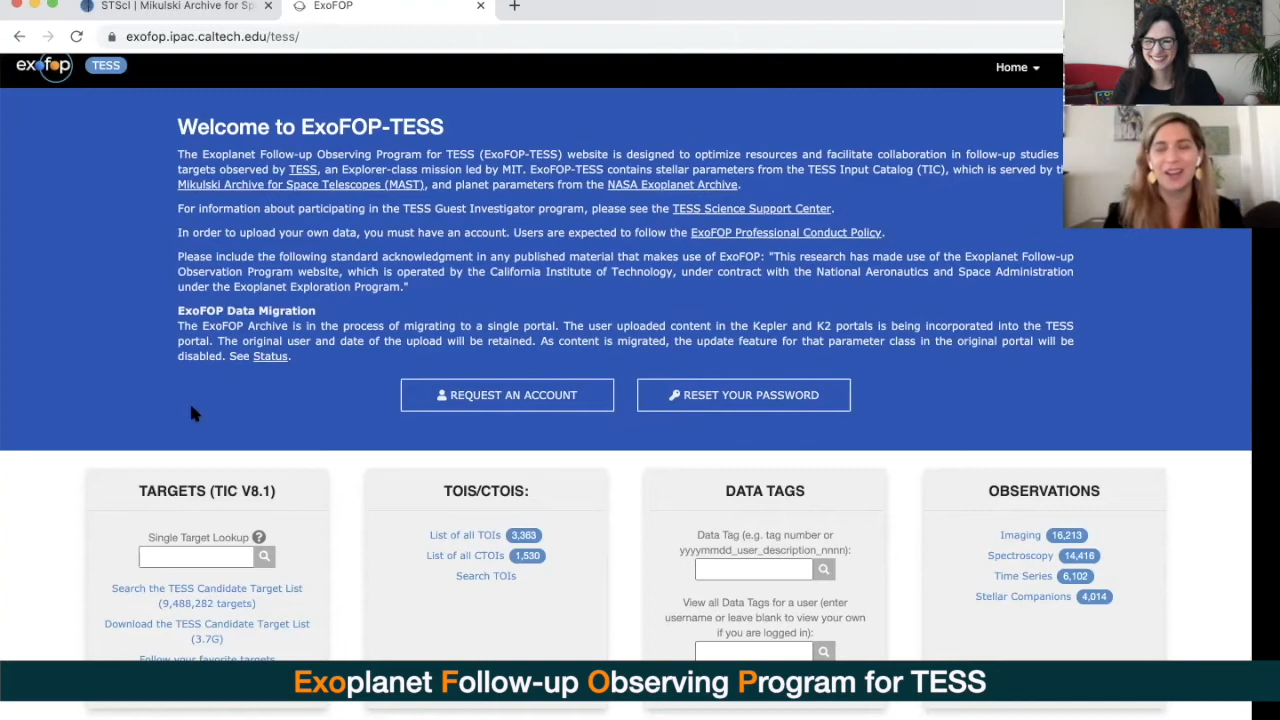 STScI | Mikulski Archive for Sp
ExoFOP
exofop.ipac.caltech.edu/tess/
exofop
TESS
Home
Welcome to ExoFOP-TESS
The Exoplanet Follow-up Observing Program for TESS (ExoFOP-TESS) website is designed to optimize resources and facilitate collaboration in follow-up studies
targets observed by TESS, an Explorer-class mission led by MIT. ExoFOP-TESS contains stellar parameters from the TESS Input Catalog (TIC), which is served by
Mikulski Archive for Space Telescopes (MAST), and planet parameters from the NASA Exoplanet Archive.
For information about participating in the TESS Guest Investigator program, please see the TESS Science Support Center.
In order to upload your own data, you must have an account. Users are expected to follow the ExoFOP Professional Conduct Policy.
Please include the following standard acknowledgment in any published material that makes use of ExoFOP: "This research has made use of the Exoplanet Follow-up
Observation Program website, which is operated by the California Institute of Technology, under contract with the National Aeronautics and Space Administration
under the Exoplanet Exploration Program."
ExoFOP Data Migration
The ExoFOP Archive is in the process of migrating to a single portal. The user uploaded content in the Kepler and K2 portals is being incorporated into the TESS
portal. The original user and date of the upload will be retained. As content is migrated, the update feature for that parameter class in the original portal will be
disabled. See Status.
REQUEST AN ACCOUNT
RESET YOUR PASSWORD
TARGETS (TIC V8.1)
Single Target Lookup
Search the TESS Candidate Target List
(9,488,282 targets)
Download the TESS Candidate Target List
(3.7G)
Follow your favorite targets
TOIS/CTOIS:
List of all TOIs 3,363
List of all CTOIs 1,530
Search TOIs
DATA TAGS
Data Tag (e.g. tag number or
yyyymmdd_user_description_nnnn):
View all Data Tags for a user (enter
username or leave blank to view your own
if you are logged in):
OBSERVATIONS
Imaging 16,213
Spectroscopy 14,416
Time Series 6,102
Stellar Companions 4,014
Exoplanet Follow-up Observing Program for TESS